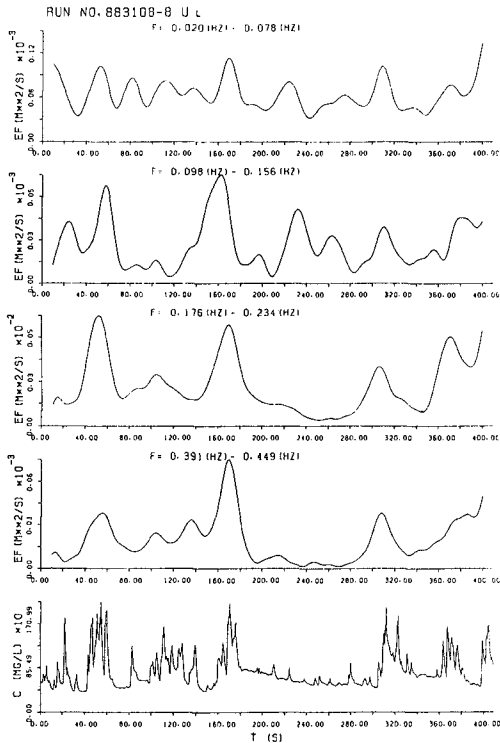 RUN NO. 883108-8 U L
F= 0.020(HZ)- 0.078(HZ)
EF(M**2/S) *10 -3
0.00 0.06 0.12
0.00 40.00 80.00 120.00 160.00 200.00 240.00 280.00 320.00 360.00 400.00
F= 0.098(HZ)- 0.156(HZ)
EF(M**2/S) *10 -3
0.00 0.03 0.05
0.00 40.00 80.00 120.00 160.00 200.00 240.00 280.00 320.00 360.00 400.00
F= 0.176(HZ)- 0.234(HZ)
EF(M**2/S) *10 -2
0.00 0.03 0.05
0.00 40.00 80.00 120.00 160.00 200.00 240.00 280.00 320.00 360.00 400.00
F= 0.391(HZ)- 0.449(HZ)
EF(M**2/S) *10 -3
0.00 0.06
0.00 40.00 80.00 120.00 160.00 200.00 240.00 280.00 320.00 360.00 400.00
C (MG/L) *10
0.00 85.49 170.99
0.00 40.00 80.00 120.00 160.00 200.00 240.00 280.00 320.00 360.00 400.00
T (S)